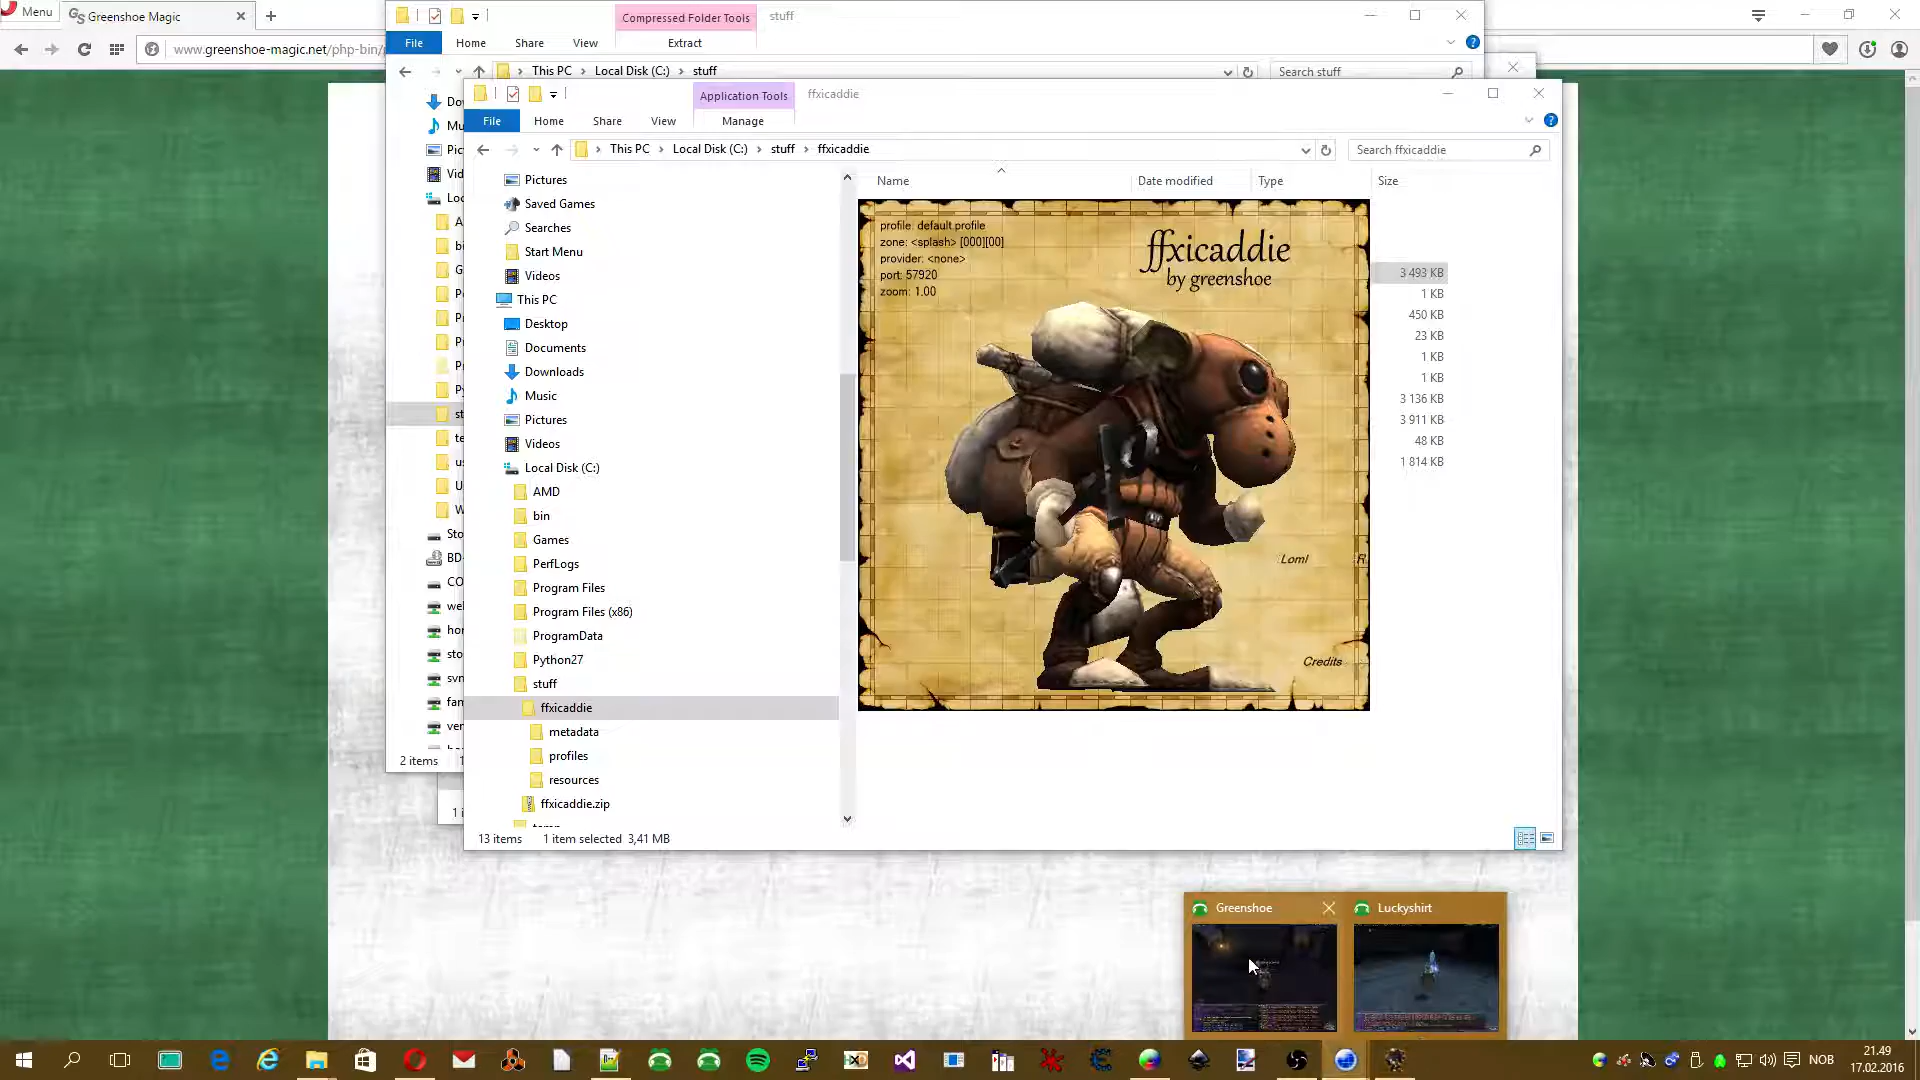 Menu
Greenshoe Magic
www.greenshoe-magic.net/php-bin/
Compressed Folder Tools
stuff
File
Home
Share
View
Extract
This PC
Local Disk (C:)
stuff
Search stuff
Application Tools
ffxicaddie
File
Home
Share
View
Manage
This PC
Local Disk (C:)
stuff
ffxicaddie
Search ffxicaddie
Pictures
Saved Games
Searches
Start Menu
Videos
This PC
Desktop
Documents
Downloads
Music
Pictures
Videos
Local Disk (C:)
AMD
bin
Games
PerfLogs
Program Files
Program Files (x86)
ProgramData
Python27
stuff
ffxicaddie
metadata
profiles
resources
ffxicaddie.zip
Name
Date modified
Type
Size
profile: default.profile
zone: <splash> [000][00]
provider: <none>
port: 57920
zoom: 1.00
ffxicaddie
by greenshoe
Lom!
Credits
3 493 KB
1 KB
450 KB
23 KB
1 KB
1 KB
3 136 KB
3 911 KB
48 KB
1 814 KB
2 items
13 items
1 item selected 3,41 MB
Greenshoe
Luckyshirt
NOB
21.49
17.02.2016